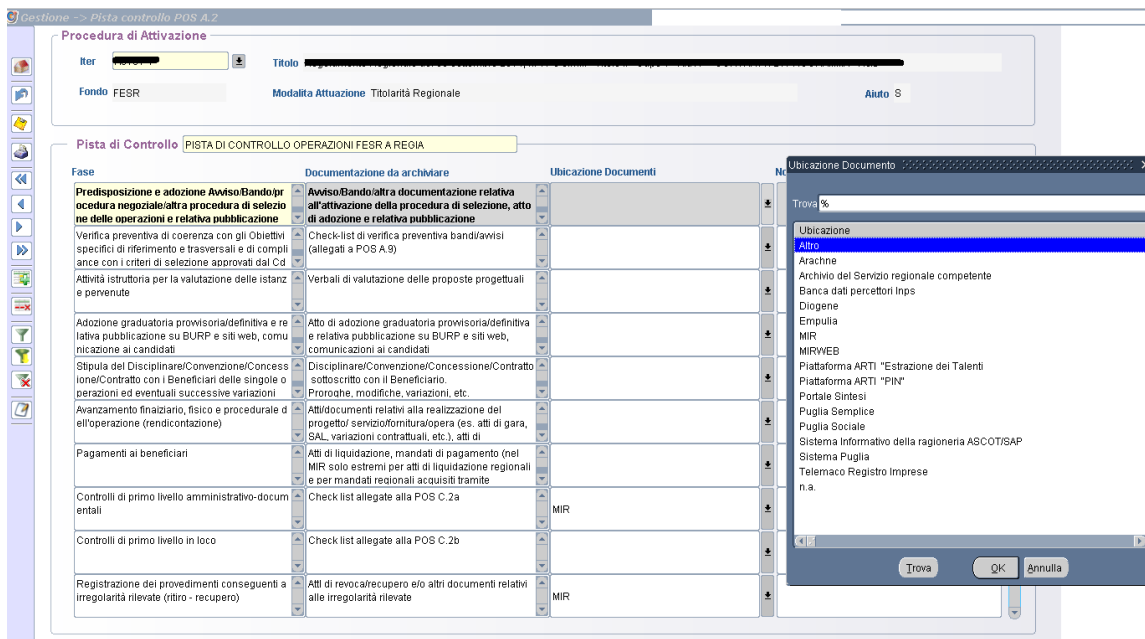 Gestione -> Pista controllo POS A.2
Procedura di Attivazione
Iter
Titolo
Fondo FESR
Modalita Attuazione Titolarità Regionale
Aiuto S
Pista di Controllo PISTA DI CONTROLLO OPERAZIONI FESR A REGIA
Fase
Documentazione da archiviare
Ubicazione Documenti
No
Predisposizione e adozione Avviso/Bando/pr
ocedura negoziale/altra procedura di selezio
ne delle operazioni e relativa pubblicazione
Avviso/Bando/altra documentazione relativa
all'attivazione della procedura di selezione, atto
di adozione e relativa pubblicazione
Verifica preventiva di coerenza con gli Obiettivi
specifici di riferimento e trasversali e di compli
ance con i criteri di selezione approvati dal Cd
Check-list di verifica preventiva bandi/avvisi
(allegati a POS A.9)
Attività istruttoria per la valutazione delle istanz
e pervenute
Verbali di valutazione delle proposte progettuali
Adozione graduatoria provvisoria/definitiva e re
lativa pubblicazione su BURP e siti web, comu
nicazione ai candidati
Atto di adozione graduatoria provvisoria/definitiva
e relativa pubblicazione su BURP e siti web,
comunicazioni ai candidati
Stipula del Disciplinare/Convenzione/Concess
ione/Contratto con i Beneficiari delle singole o
perazioni ed eventuali successive variazioni
Disciplinare/Convenzione/Concessione/Contratto
sottoscritto con il Beneficiario.
Proroghe, modifiche, variazioni, etc.
Avanzamento finaiziario, fisico e procedurale d
ell'operazione (rendicontazione)
Atti/documenti relativi alla realizzazione del
progetto/ servizio/fornitura/opera (es. atti di gara,
SAL, variazioni contrattuali, etc.), atti di
Pagamenti ai beneficiari
Atti di liquidazione, mandati di pagamento (nel
MIR solo estremi per atti di liquidazione regionali
e per mandati regionali acquisiti tramite
Controlli di primo livello amministrativo-docum
entali
Check list allegate alla POS C.2a
MIR
Controlli di primo livello in loco
Check list allegate alla POS C.2b
Registrazione dei provedimenti conseguenti a
irregolarità rilevate (ritiro - recupero)
Attl di revoca/recupero e/o altri documenti relativi
alle irregolarità rilevate
MIR
Ubicazione Documento
Trova %
Ubicazione
Altro
Arachne
Archivio del Servizio regionale competente
Banca dati percettori Inps
Diogene
Empulia
MIR
MIRWEB
Piattaforma ARTI "Estrazione dei Talenti
Piattaforma ARTI "PIN"
Portale Sintesi
Puglia Semplice
Puglia Sociale
Sistema Informativo della ragioneria ASCOT/SAP
Sistema Puglia
Telemaco Registro Imprese
n.a.
Trova
OK
Annulla